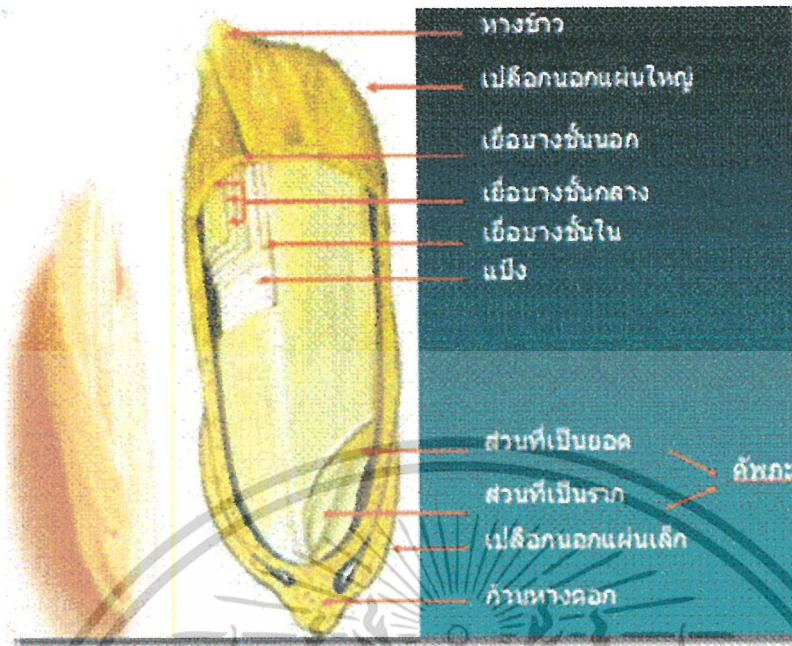 หางข้าว
เปลือกนอกแผ่นใหญ่
เยื่อบางชั้นนอก
เยื่อบางชั้นกลาง
เยื่อบางชั้นใน
แป้ง
ส่วนที่เป็นยอด
คัพภะ
ส่วนที่เป็นราก
เปลือกนอกแผ่นเล็ก
ก้านหางดอก